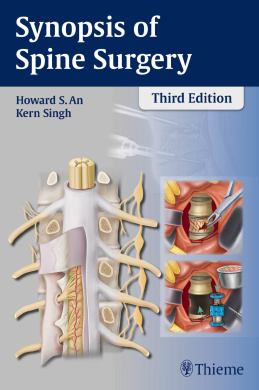 Synopsis of
Spine Surgery
Howard S. An
Kern Singh
Third Edition
Thieme